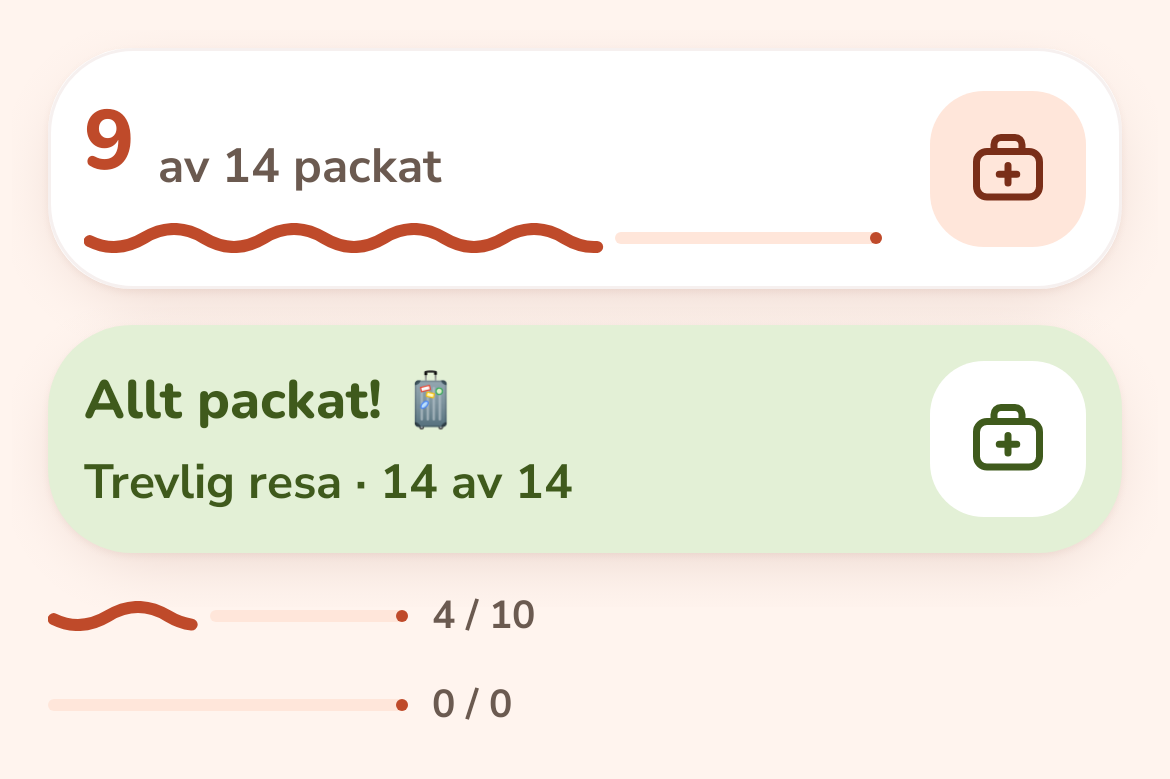 9 av 14 packat
Allt packat! 🧳
Trevlig resa · 14 av 14
4 / 10
0 / 0